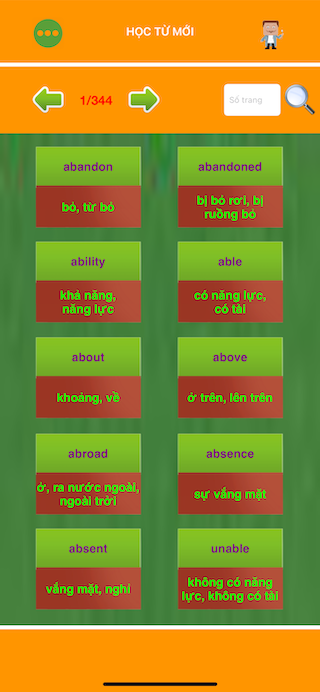 HỌC TỪ MỚI
1/344
Số trang
abandon
bỏ, từ bỏ
abandoned
bị bỏ rơi, bị
ruồng bỏ
ability
khả năng,
năng lực
able
có năng lực,
có tài
about
khoảng, về
above
ở trên, lên trên
abroad
ở, ra nước ngoài,
ngoài trời
absence
sự vắng mặt
absent
vắng mặt, nghỉ
unable
không có năng
lực, không có tài